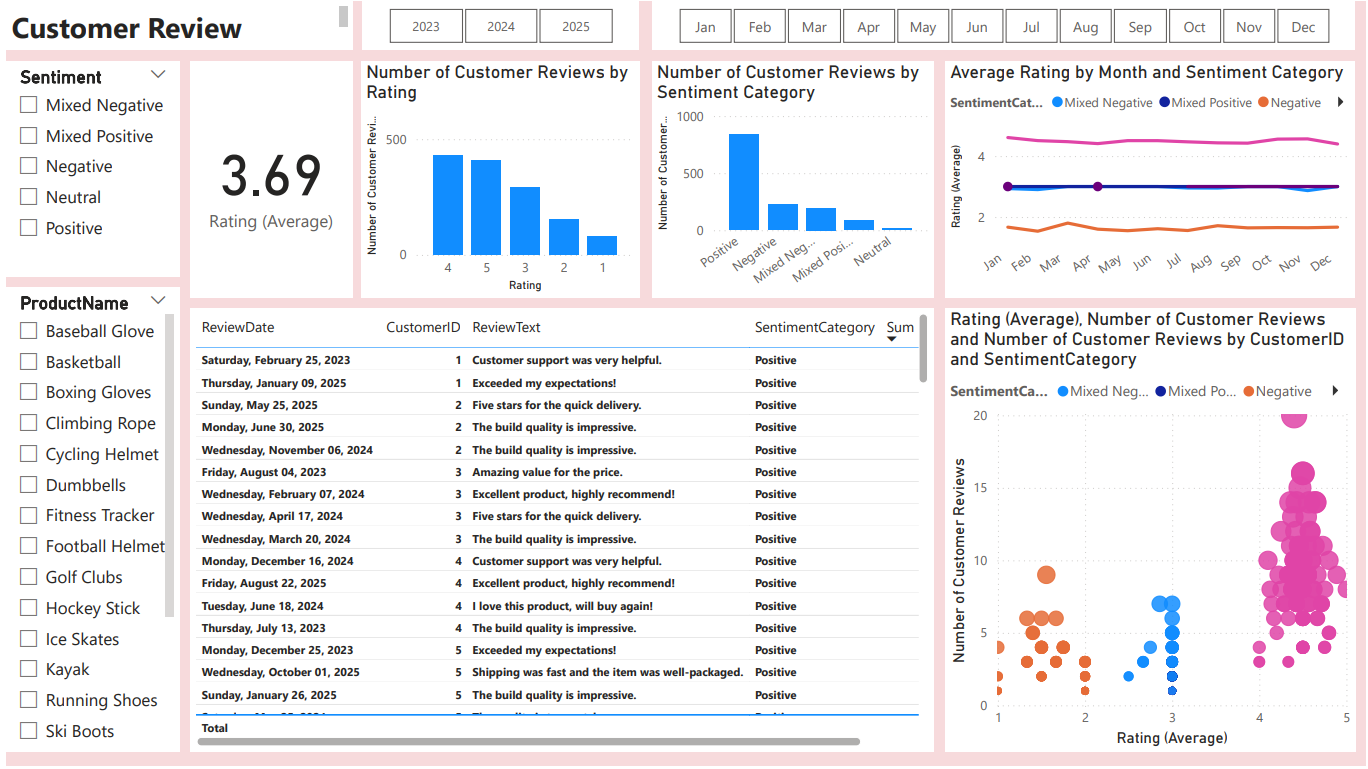 Customer Review
2023 2024 2025
Jan Feb Mar Apr May Jun Jul Aug Sep Oct Nov Dec
Sentiment
Mixed Negative
Mixed Positive
Negative
Neutral
Positive
3.69
Rating (Average)
Number of Customer Reviews by
Rating
Number of Customer Revi...
500
0
4 5 3 2 1
Rating
Number of Customer Reviews by
Sentiment Category
Number of Customer...
1000
500
0
Positive Negative Mixed Neg... Mixed Posi... Neutral
Average Rating by Month and Sentiment Category
SentimentCat... Mixed Negative Mixed Positive Negative
Rating (Average)
4
2
Jan Feb Mar Apr May Jun Jul Aug Sep Oct Nov Dec
ProductName
Baseball Glove
Basketball
Boxing Gloves
Climbing Rope
Cycling Helmet
Dumbbells
Fitness Tracker
Football Helmet
Golf Clubs
Hockey Stick
Ice Skates
Kayak
Running Shoes
Ski Boots
ReviewDate CustomerID ReviewText SentimentCategory Sum
Saturday, February 25, 2023 1 Customer support was very helpful. Positive
Thursday, January 09, 2025 1 Exceeded my expectations! Positive
Sunday, May 25, 2025 2 Five stars for the quick delivery. Positive
Monday, June 30, 2025 2 The build quality is impressive. Positive
Wednesday, November 06, 2024 2 The build quality is impressive. Positive
Friday, August 04, 2023 3 Amazing value for the price. Positive
Wednesday, February 07, 2024 3 Excellent product, highly recommend! Positive
Wednesday, April 17, 2024 3 Five stars for the quick delivery. Positive
Wednesday, March 20, 2024 3 The build quality is impressive. Positive
Monday, December 16, 2024 4 Customer support was very helpful. Positive
Friday, August 22, 2025 4 Excellent product, highly recommend! Positive
Tuesday, June 18, 2024 4 I love this product, will buy again! Positive
Thursday, July 13, 2023 4 The build quality is impressive. Positive
Monday, December 25, 2023 5 Exceeded my expectations! Positive
Wednesday, October 01, 2025 5 Shipping was fast and the item was well-packaged. Positive
Sunday, January 26, 2025 5 The build quality is impressive. Positive
Total
Rating (Average), Number of Customer Reviews
and Number of Customer Reviews by CustomerID
and SentimentCategory
SentimentCa... Mixed Neg... Mixed Po... Negative
Number of Customer Reviews
20
15
10
5
0
1 2 3 4 5
Rating (Average)